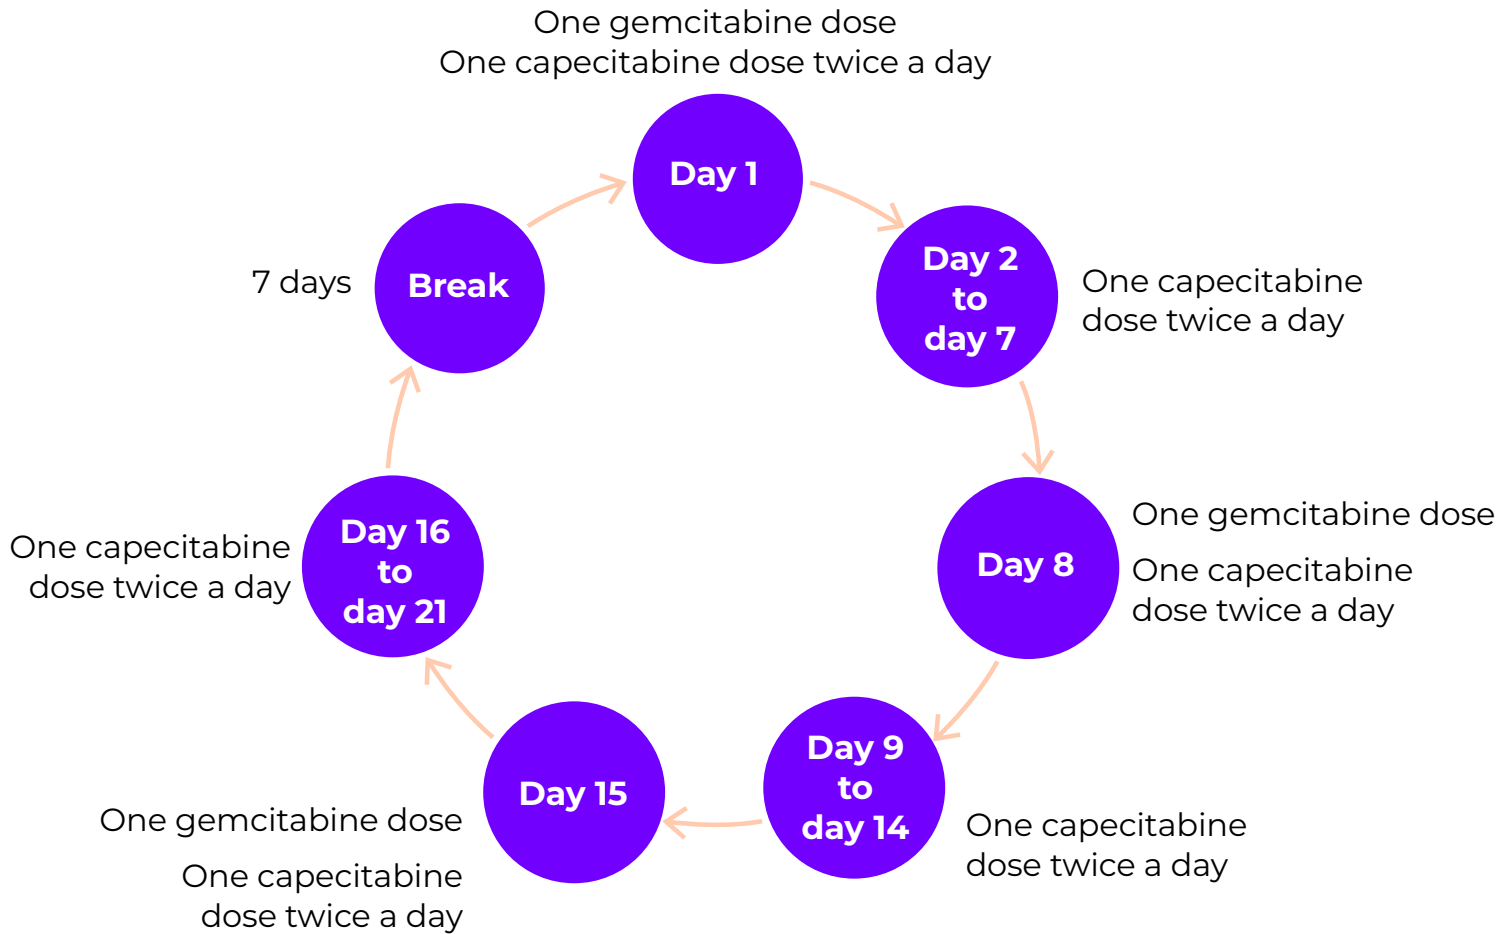 One gemcitabine dose
One capecitabine dose twice a day
Day 1
Day 2
to
day 7
One capecitabine
dose twice a day
Day 8
One gemcitabine dose
One capecitabine
dose twice a day
Day 9
to
day 14
One capecitabine
dose twice a day
Day 15
One gemcitabine dose
One capecitabine
dose twice a day
Day 16
to
day 21
One capecitabine
dose twice a day
Break
7 days